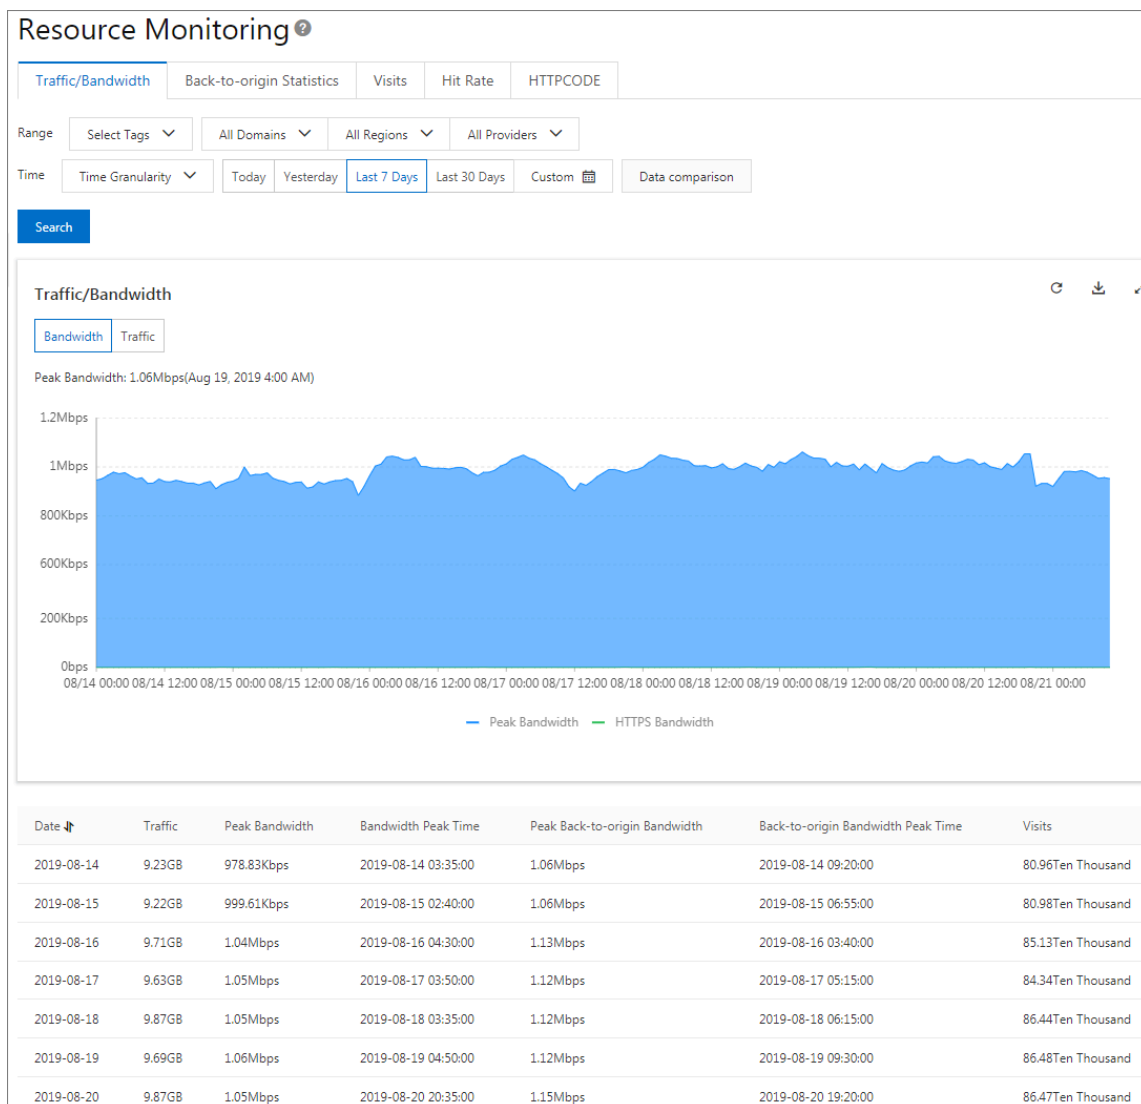 Resource Monitoring
Traffic/Bandwidth Back-to-origin Statistics Visits Hit Rate HTTPCODE
Range Select Tags All Domains All Regions All Providers
Time Time Granularity Today Yesterday Last 7 Days Last 30 Days Custom Data comparison
Search
Traffic/Bandwidth
Bandwidth Traffic
Peak Bandwidth: 1.06Mbps(Aug 19, 2019 4:00 AM)
1.2Mbps
1Mbps
800Kbps
600Kbps
200Kbps
0bps
08/14 00:00 08/14 12:00 08/15 00:00 08/15 12:00 08/16 00:00 08/16 12:00 08/17 00:00 08/17 12:00 08/18 00:00 08/18 12:00 08/19 00:00 08/19 12:00 08/20 00:00 08/20 12:00 08/21 00:00
Peak Bandwidth HTTPS Bandwidth
Date Traffic Peak Bandwidth Bandwidth Peak Time Peak Back-to-origin Bandwidth Back-to-origin Bandwidth Peak Time Visits
2019-08-14 9.23GB 978.83Kbps 2019-08-14 03:35:00 1.06Mbps 2019-08-14 09:20:00 80.96Ten Thousand
2019-08-15 9.22GB 999.61Kbps 2019-08-15 02:40:00 1.06Mbps 2019-08-15 06:55:00 80.98Ten Thousand
2019-08-16 9.71GB 1.04Mbps 2019-08-16 04:30:00 1.13Mbps 2019-08-16 03:40:00 85.13Ten Thousand
2019-08-17 9.63GB 1.05Mbps 2019-08-17 03:50:00 1.12Mbps 2019-08-17 05:15:00 84.34Ten Thousand
2019-08-18 9.87GB 1.05Mbps 2019-08-18 03:35:00 1.12Mbps 2019-08-18 06:15:00 86.44Ten Thousand
2019-08-19 9.69GB 1.06Mbps 2019-08-19 04:50:00 1.12Mbps 2019-08-19 09:30:00 86.48Ten Thousand
2019-08-20 9.87GB 1.05Mbps 2019-08-20 20:35:00 1.15Mbps 2019-08-20 19:20:00 86.47Ten Thousand